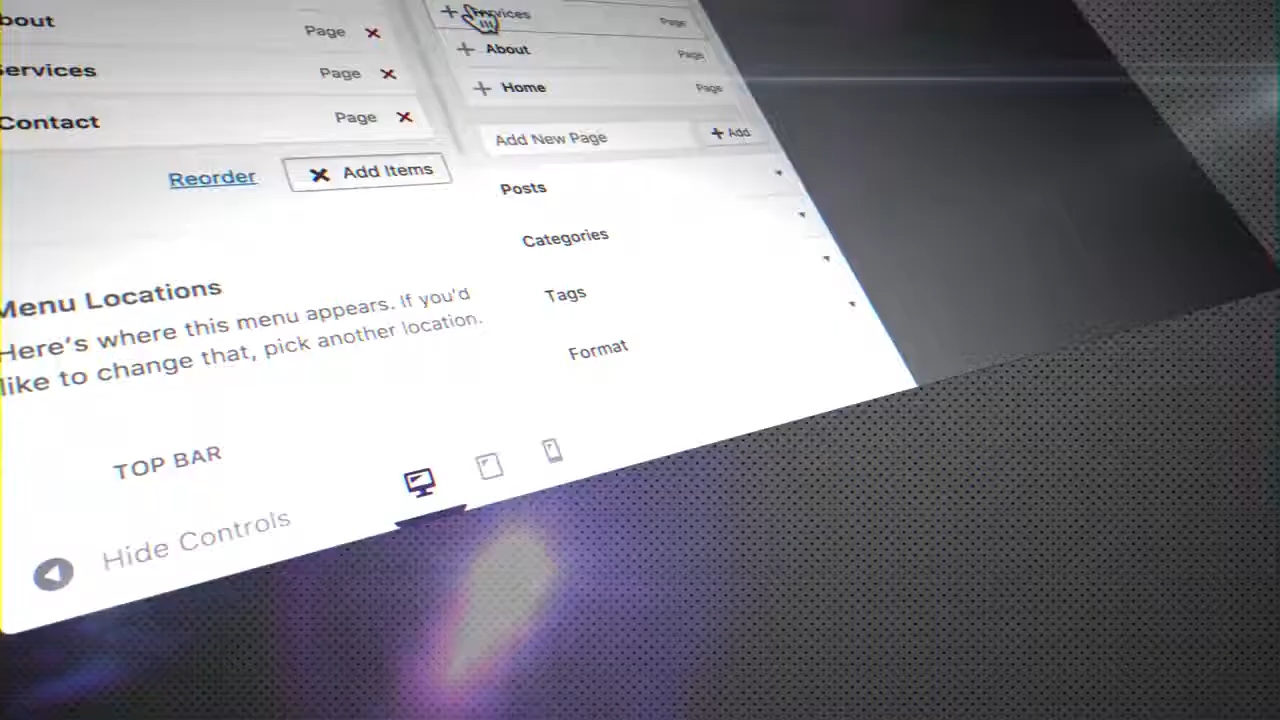 bout Page
ervices Page
Contact Page
Reorder
Add Items
Menu Locations
Here's where this menu appears. If you'd
like to change that, pick another location.
TOP BAR
Hide Controls
Services Page
About Page
Home Page
Add New Page
Add
Posts
Categories
Tags
Format